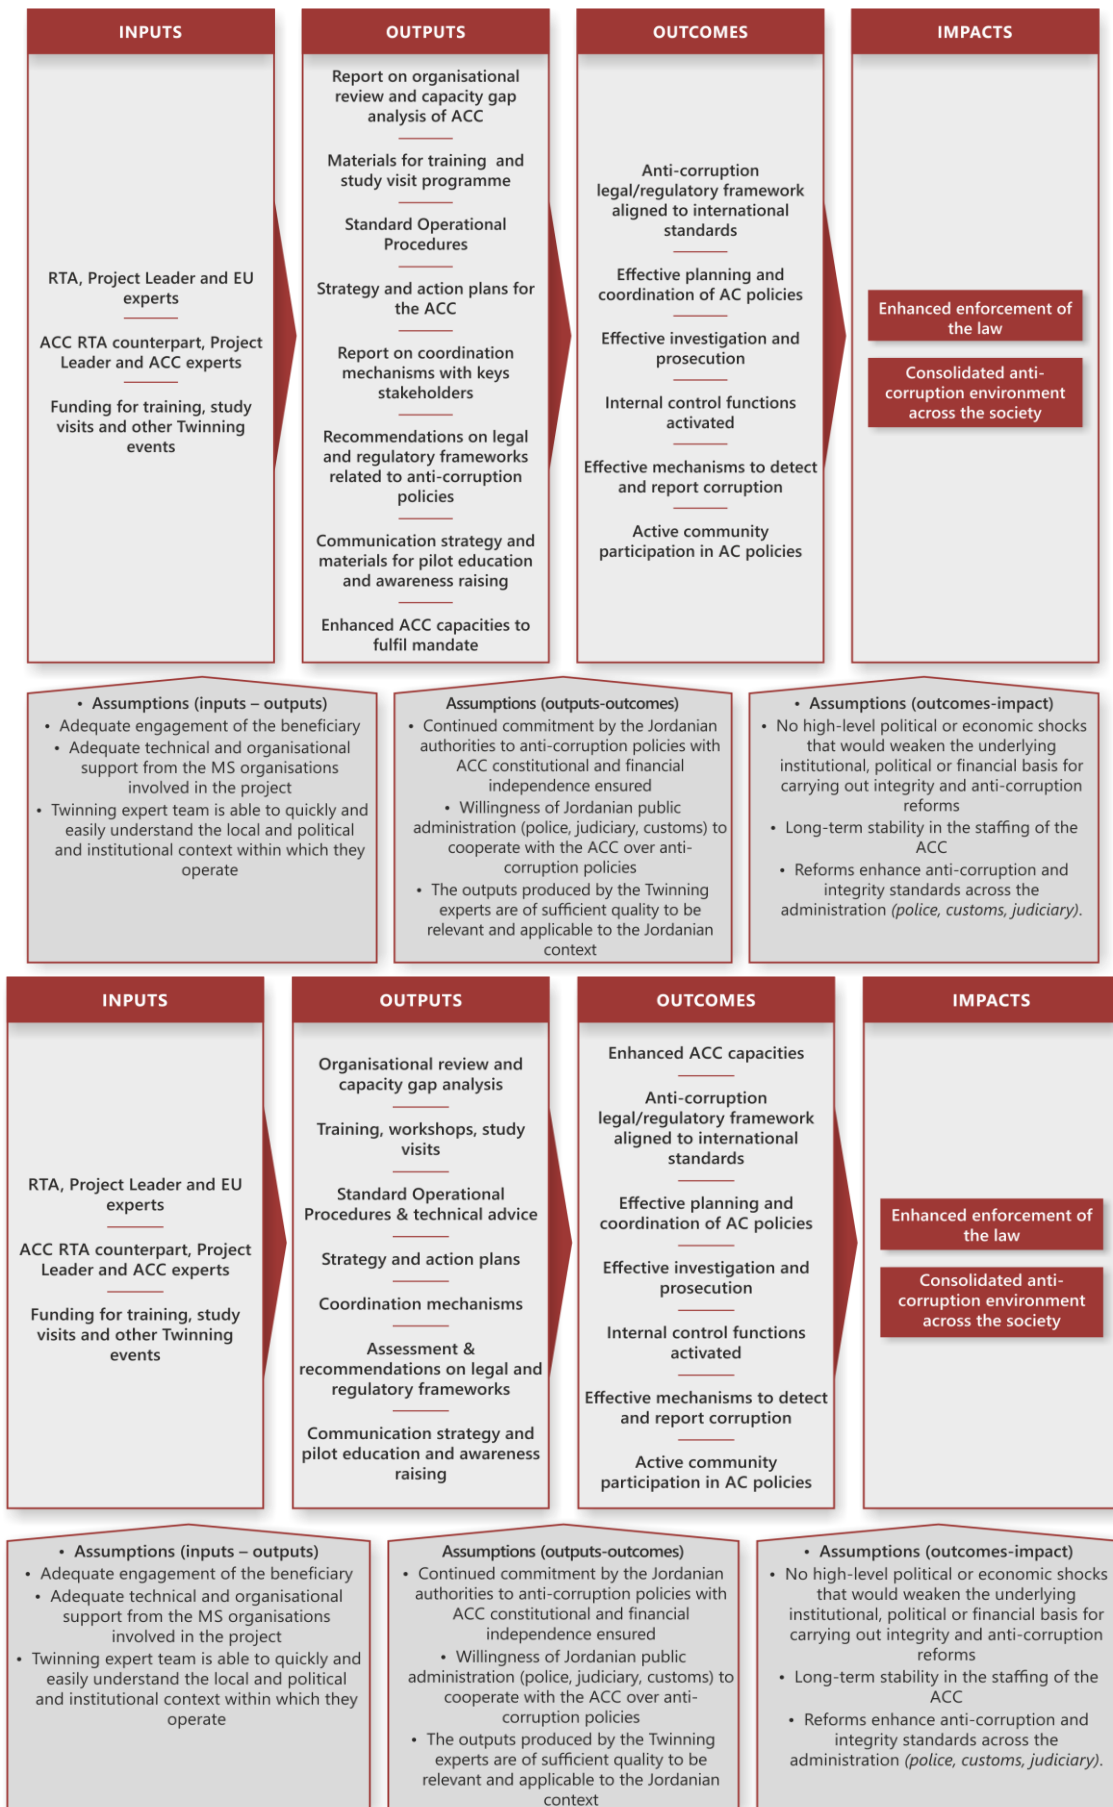 INPUTS
RTA, Project Leader and EU
experts
ACC RTA counterpart, Project
Leader and ACC experts
Funding for training, study
visits and other Twinning
events
OUTPUTS
Report on organisational
review and capacity gap
analysis of ACC
Materials for training and
study visit programme
Standard Operational
Procedures
Strategy and action plans for
the ACC
Report on coordination
mechanisms with keys
stakeholders
Recommendations on legal
and regulatory frameworks
related to anti-corruption
policies
Communication strategy and
materials for pilot education
and awareness raising
Enhanced ACC capacities to
fulfil mandate
OUTCOMES
Anti-corruption
legal/regulatory framework
aligned to international
standards
Effective planning and
coordination of AC policies
Effective investigation and
prosecution
Internal control functions
activated
Effective mechanisms to detect
and report corruption
Active community
participation in AC policies
IMPACTS
Enhanced enforcement of
the law
Consolidated anti-
corruption environment
across the society
• Assumptions (inputs – outputs)
• Adequate engagement of the beneficiary
• Adequate technical and organisational
support from the MS organisations
involved in the project
• Twinning expert team is able to quickly and
easily understand the local and political
and institutional context within which they
operate
Assumptions (outputs-outcomes)
• Continued commitment by the Jordanian
authorities to anti-corruption policies with
ACC constitutional and financial
independence ensured
• Willingness of Jordanian public
administration (police, judiciary, customs) to
cooperate with the ACC over anti-
corruption policies
• The outputs produced by the Twinning
experts are of sufficient quality to be
relevant and applicable to the Jordanian
context
• Assumptions (outcomes-impact)
• No high-level political or economic shocks
that would weaken the underlying
institutional, political or financial basis for
carrying out integrity and anti-corruption
reforms
• Long-term stability in the staffing of the
ACC
• Reforms enhance anti-corruption and
integrity standards across the
administration (police, customs, judiciary).
INPUTS
RTA, Project Leader and EU
experts
ACC RTA counterpart, Project
Leader and ACC experts
Funding for training, study
visits and other Twinning
events
OUTPUTS
Organisational review and
capacity gap analysis
Training, workshops, study
visits
Standard Operational
Procedures & technical advice
Strategy and action plans
Coordination mechanisms
Assessment &
recommendations on legal and
regulatory frameworks
Communication strategy and
pilot education and awareness
raising
OUTCOMES
Enhanced ACC capacities
Anti-corruption
legal/regulatory framework
aligned to international
standards
Effective planning and
coordination of AC policies
Effective investigation and
prosecution
Internal control functions
activated
Effective mechanisms to detect
and report corruption
Active community
participation in AC policies
IMPACTS
Enhanced enforcement of
the law
Consolidated anti-
corruption environment
across the society
• Assumptions (inputs – outputs)
• Adequate engagement of the beneficiary
• Adequate technical and organisational
support from the MS organisations
involved in the project
• Twinning expert team is able to quickly and
easily understand the local and political
and institutional context within which they
operate
Assumptions (outputs-outcomes)
• Continued commitment by the Jordanian
authorities to anti-corruption policies with
ACC constitutional and financial
independence ensured
• Willingness of Jordanian public
administration (police, judiciary, customs) to
cooperate with the ACC over anti-
corruption policies
• The outputs produced by the Twinning
experts are of sufficient quality to be
relevant and applicable to the Jordanian
context
• Assumptions (outcomes-impact)
• No high-level political or economic shocks
that would weaken the underlying
institutional, political or financial basis for
carrying out integrity and anti-corruption
reforms
• Long-term stability in the staffing of the
ACC
• Reforms enhance anti-corruption and
integrity standards across the
administration (police, customs, judiciary).